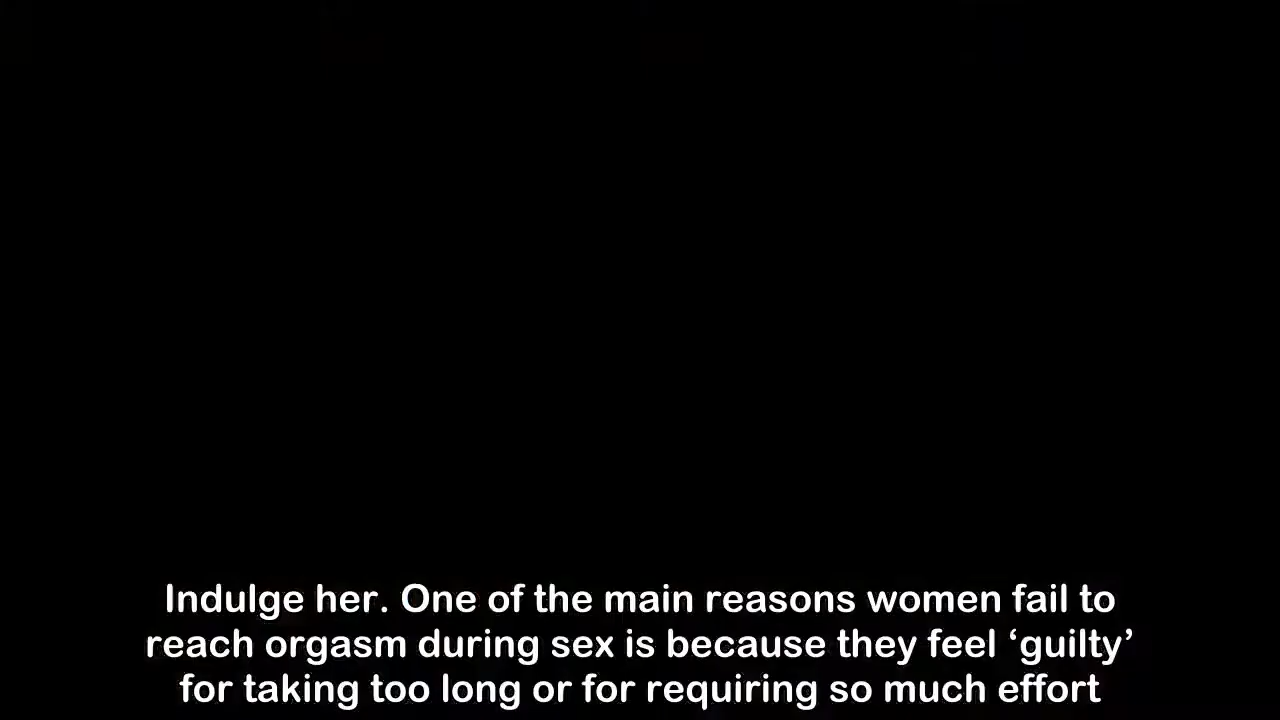 Indulge her. One of the main reasons women fail to
reach orgasm during sex is because they feel ‘guilty’
for taking too long or for requiring so much effort